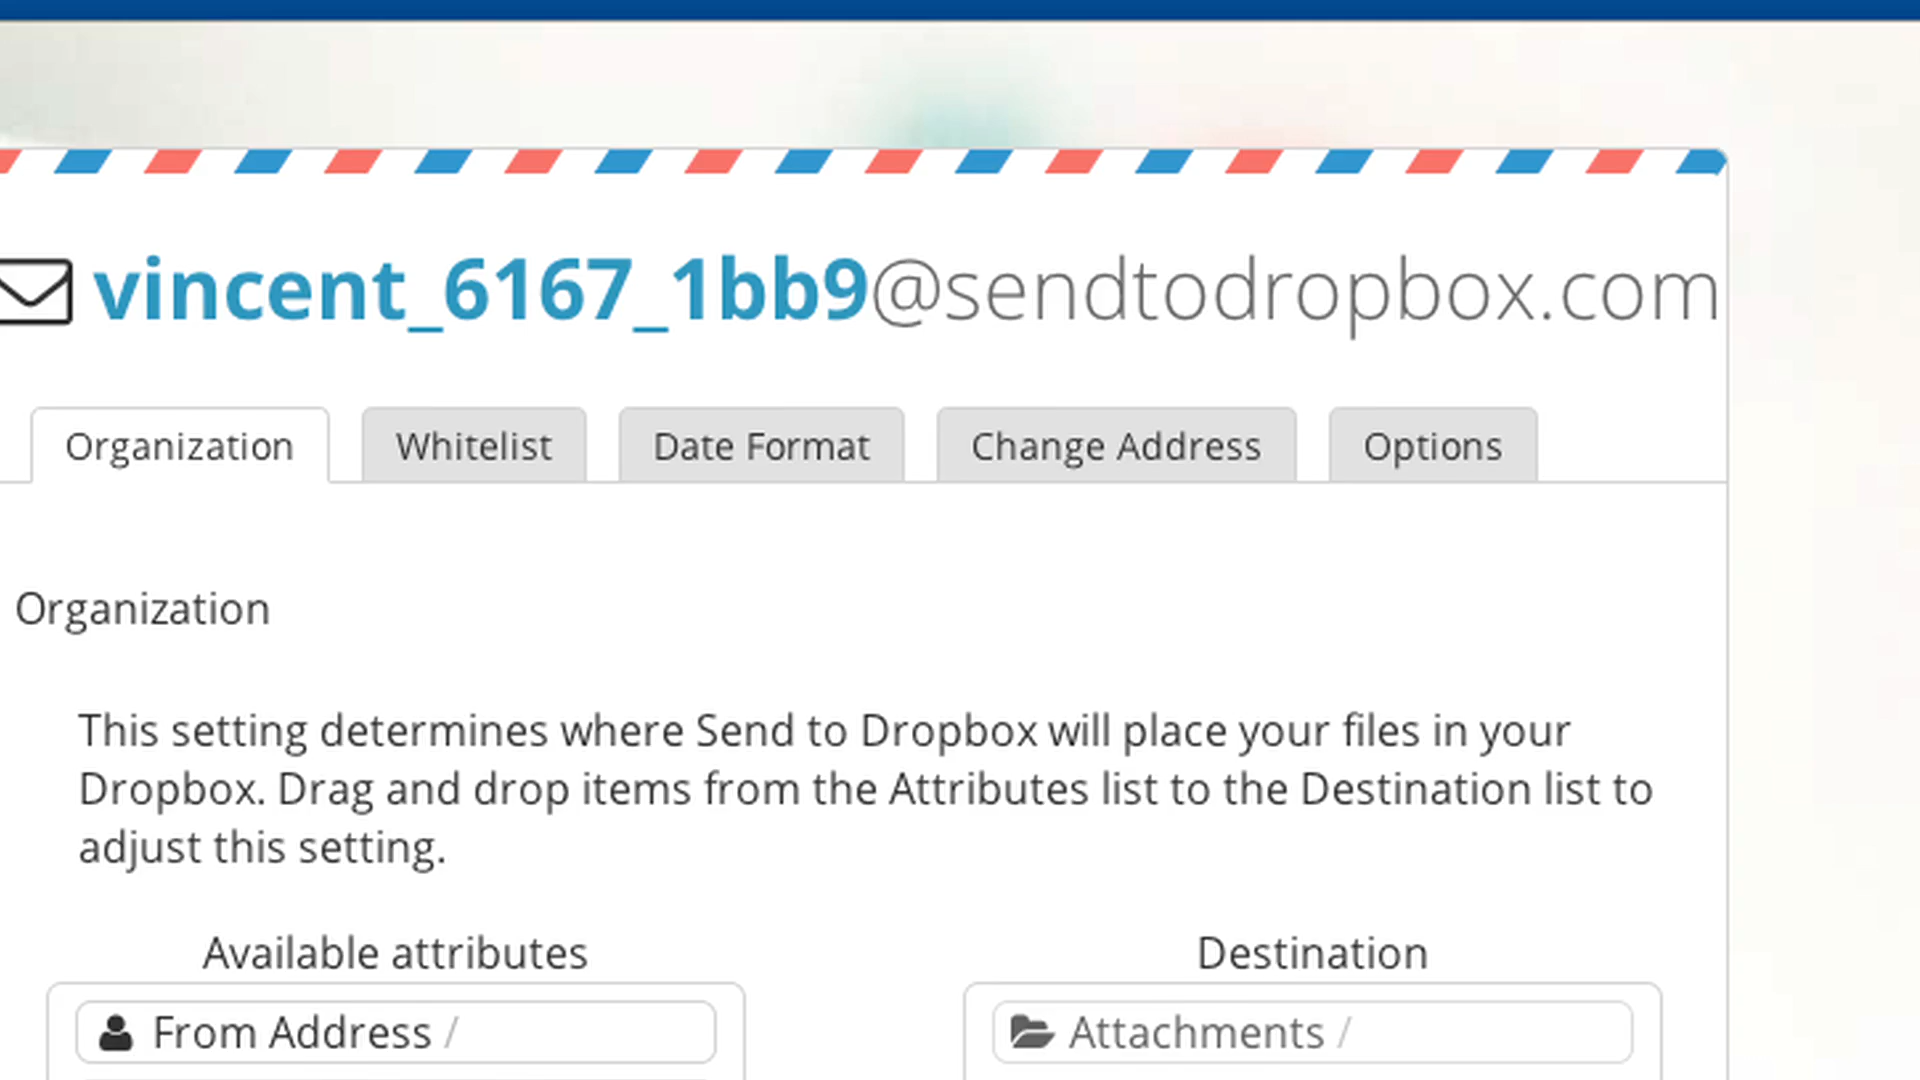 vincent_6167_1bb9@sendtodropbox.com
Organization
Whitelist
Date Format
Change Address
Options
Organization
This setting determines where Send to Dropbox will place your files in your
Dropbox. Drag and drop items from the Attributes list to the Destination list to
adjust this setting.
Available attributes
Destination
From Address /
Attachments /